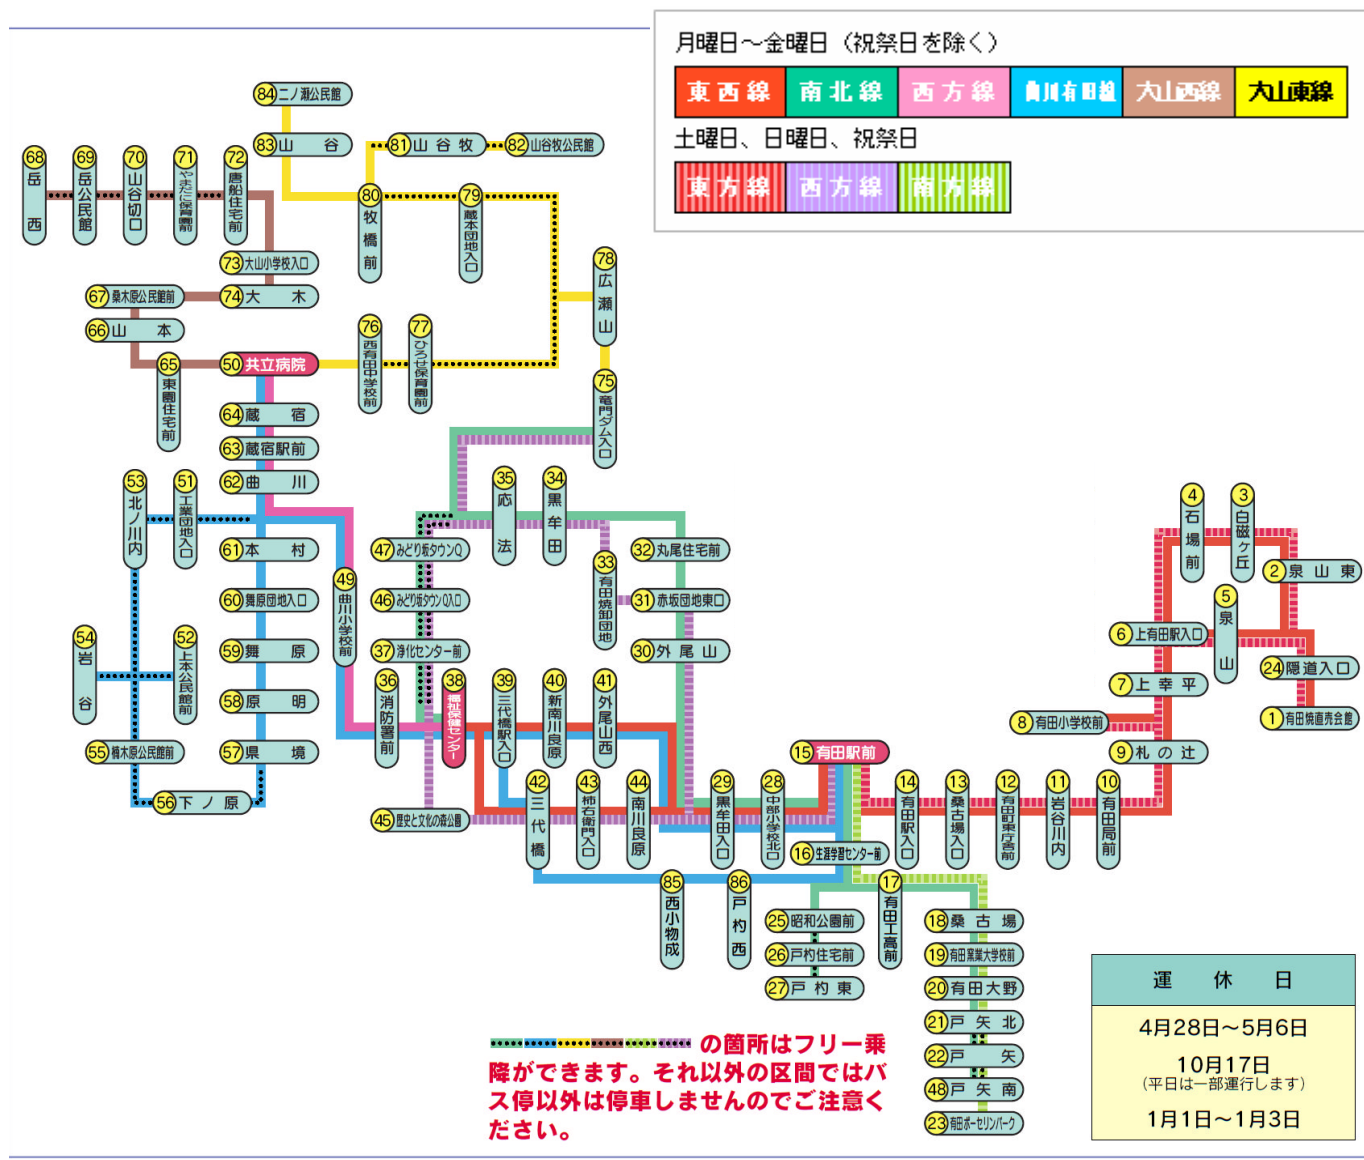 月曜日～金曜日（祝祭日を除く）
東西線 南北線 西方線 曲川有田線 大山西線 大山東線
土曜日、日曜日、祝祭日
東方線 西方線 南方線
84 二ノ瀬公民館
83 山谷
81 山谷牧
82 山谷牧公民館
68 岳西
69 岳公民館
70 山谷切口
71 やまたに保育園前
72 唐船住宅前
80 牧橋前
79 蔵本団地入口
73 大山小学校入口
74 大木
67 桑木原公民館前
66 山本
78 広瀬山
65 東園住宅前
50 共立病院
76 西有田中学校前
77 ひろせ保育園前
75 竜門ダム入口
64 蔵宿
63 蔵宿駅前
62 曲川
53 北ノ川内
51 工業団地入口
35 応法
34 黒牟田
4 石場前
3 白磁ヶ丘
61 本村
47 みどり坂タウンQ
33 有田焼卸団地
32 丸尾住宅前
2 泉山東
60 舞原団地入口
49 曲川小学校前
46 みどり坂タウンQ入口
31 赤坂団地東口
5 泉山
6 上有田駅入口
54 岩谷
52 上本公民館前
59 舞原
37 浄化センター前
30 外尾山
24 隠道入口
58 原明
36 消防署前
38 福祉保健センター
39 三代橋駅入口
40 新南川良原
41 外尾山西
7 上幸平
8 有田小学校前
1 有田焼直売会館
55 楠木原公民館前
57 県境
15 有田駅前
9 札の辻
56 下ノ原
45 歴史と文化の森公園
42 三代橋
43 柿右衛門入口
44 南川良原
29 黒牟田入口
28 中部小学校北口
14 有田駅入口
13 桑古場入口
12 有田町東庁舎前
11 岩谷川内
10 有田局前
16 生涯学習センター前
85 西小物成
86 戸杓西
17 有田工高前
25 昭和公園前
18 桑古場
26 戸杓住宅前
19 有田窯業大学校前
27 戸杓東
20 有田大野
21 戸矢北
22 戸矢
48 戸矢南
23 有田ポーセリンパーク
の箇所はフリー乗
降ができます。それ以外の区間ではバ
ス停以外は停車しませんのでご注意く
ださい。
運休日
4月28日～5月6日
10月17日
（平日は一部運行します）
1月1日～1月3日